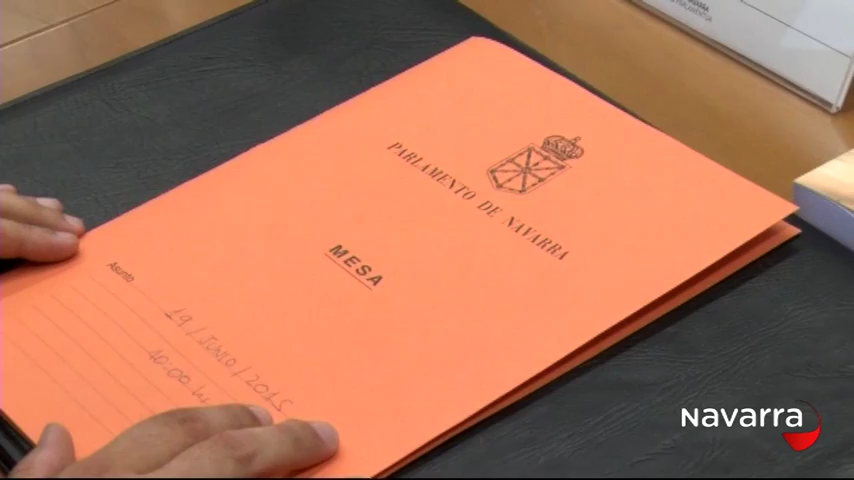 PARLAMENTO DE NAVARRA
MESA
Asunto
19 / JUNIO / 2015
10:00 h.
Navarra